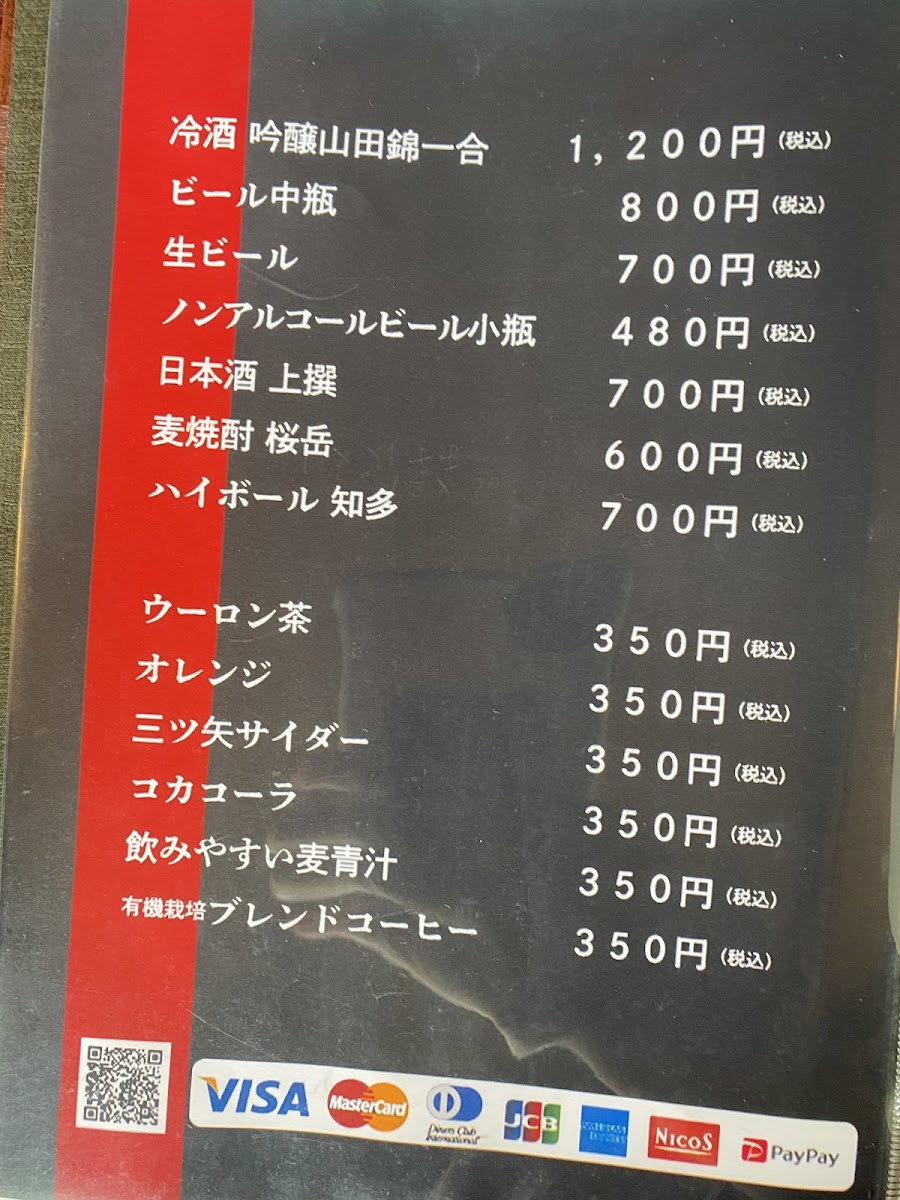 冷酒 吟醸山田錦一合 1，200円(税込)
ビール中瓶 800円(税込)
生ビール 700円(税込)
ノンアルコールビール小瓶 480円(税込)
日本酒 上撰 700円(税込)
麦焼酎 桜岳 600円(税込)
ハイボール 知多 700円(税込)
ウーロン茶 350円(税込)
オレンジ 350円(税込)
三ツ矢サイダー 350円(税込)
コカコーラ 350円(税込)
飲みやすい麦青汁 350円(税込)
有機栽培ブレンドコーヒー 350円(税込)
VISA MasterCard Diners Club International JCB AMERICAN EXPRESS NICOS PayPay